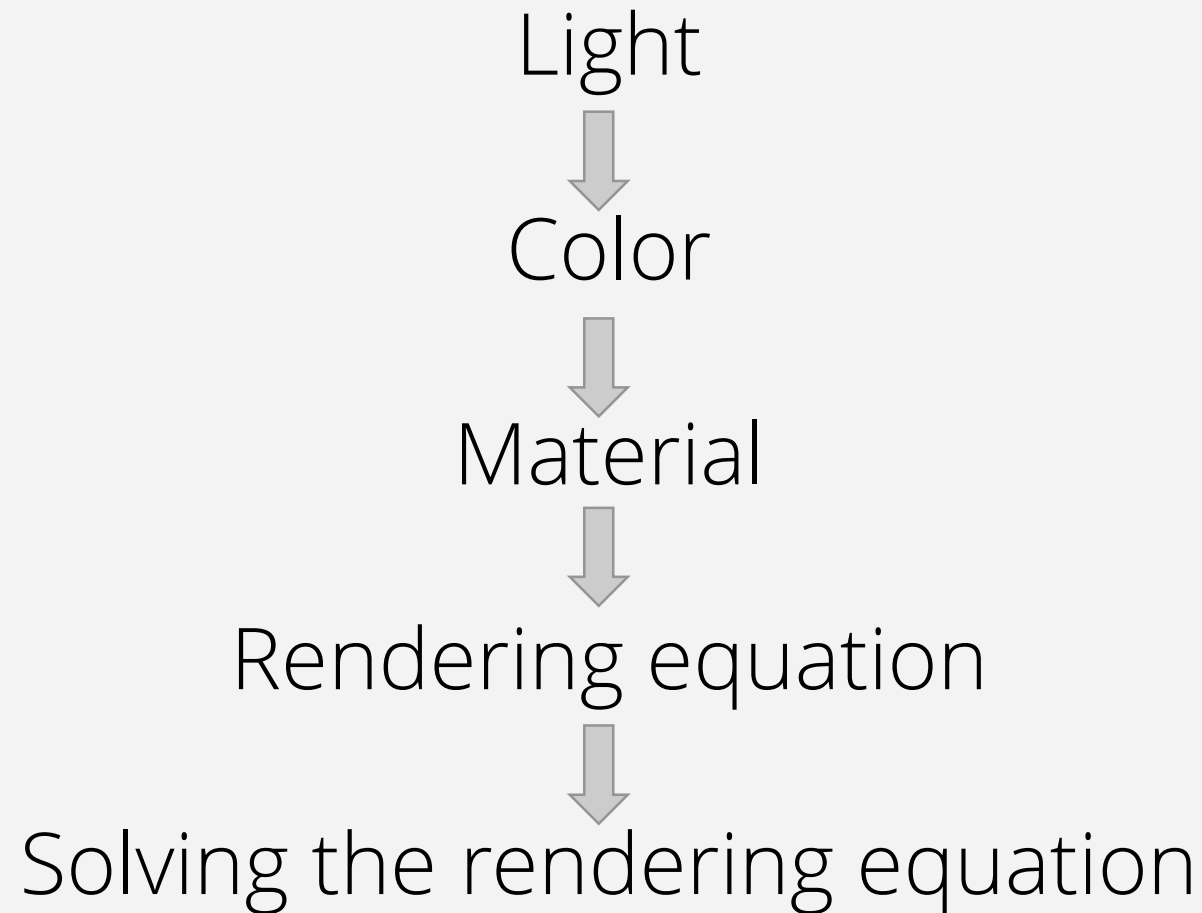 Light
Color
Material
Rendering equation
Solving the rendering equation